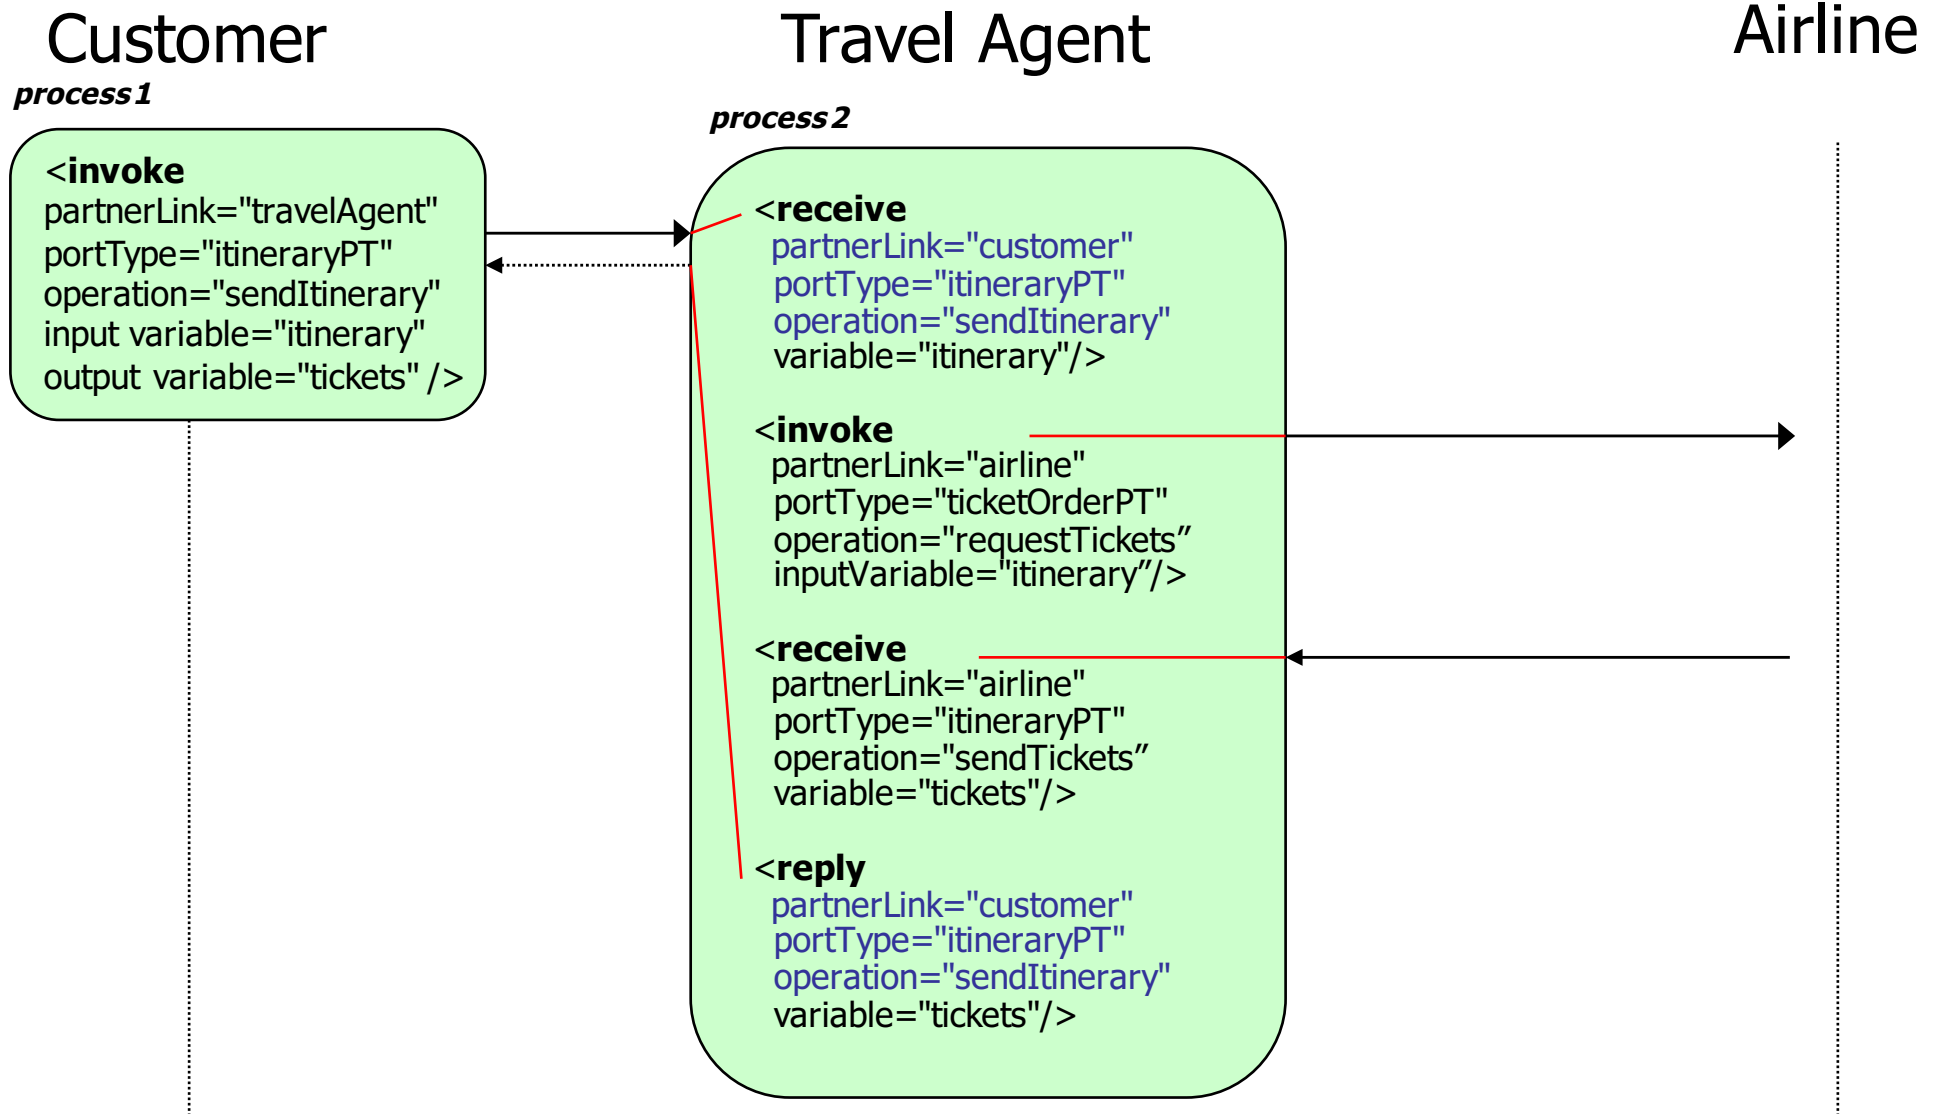 Customer
Travel Agent
Airline
process1
process2
<invoke
partnerLink="travelAgent"
portType="itineraryPT"
operation="sendItinerary"
input variable="itinerary"
output variable="tickets" />
<receive
partnerLink="customer"
portType="itineraryPT"
operation="sendItinerary"
variable="itinerary"/>
<invoke
partnerLink="airline"
portType="ticketOrderPT"
operation="requestTickets”
inputVariable="itinerary”/>
<receive
partnerLink="airline"
portType="itineraryPT"
operation="sendTickets”
variable="tickets"/>
<reply
partnerLink="customer"
portType="itineraryPT"
operation="sendItinerary"
variable="tickets"/>